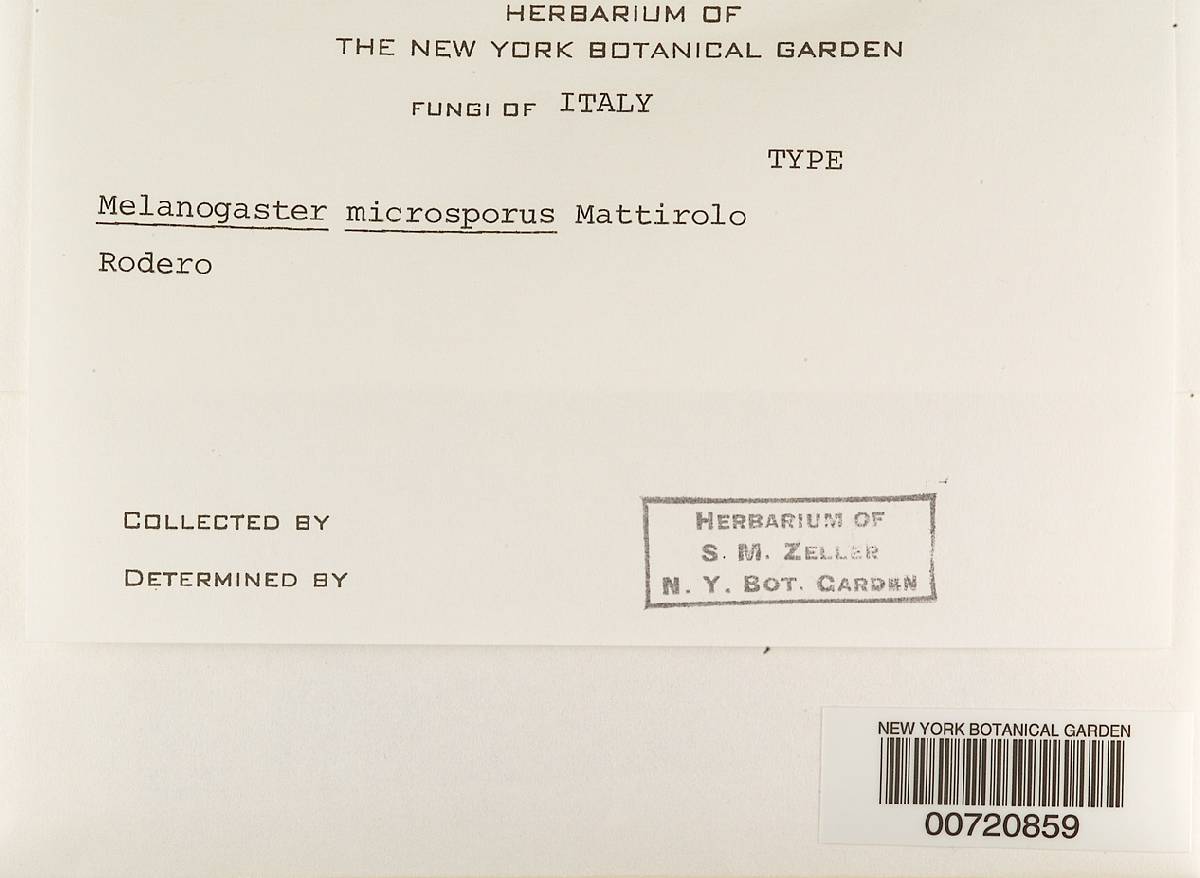 HERBARIUM OF
THE NEW YORK BOTANICAL GARDEN
FUNGI OF ITALY
TYPE
Melanogaster microsporus Mattirolo
Rodero
COLLECTED BY
DETERMINED BY
HERBARIUM OF
S. M. ZELLER
N. Y. BOT. GARDEN
NEW YORK BOTANICAL GARDEN
00720859